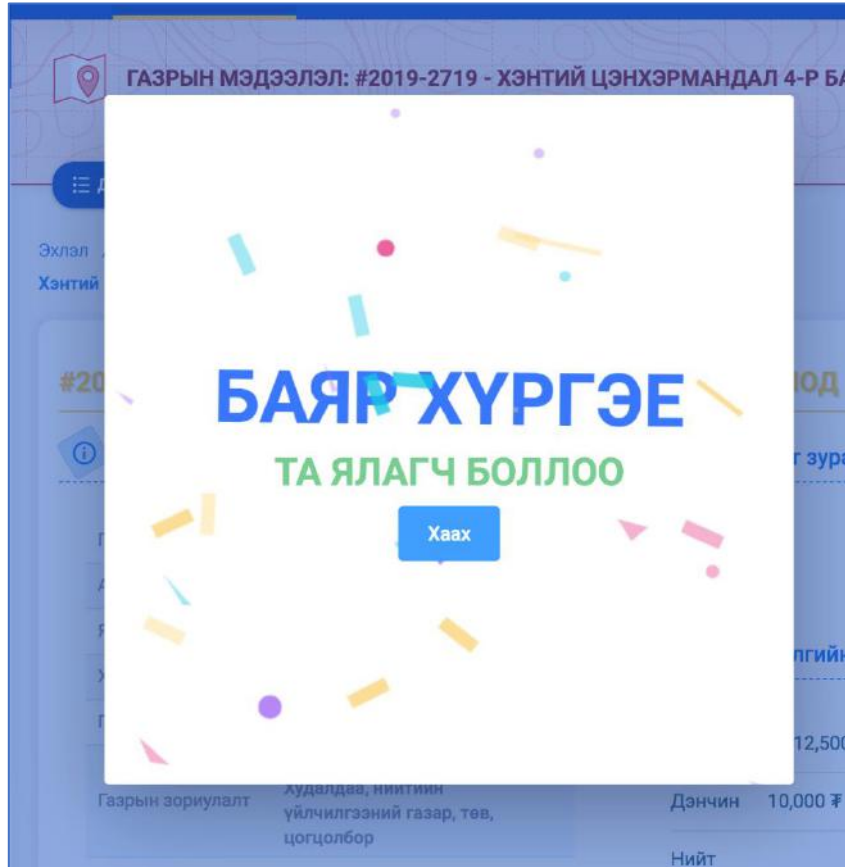 ГАЗРЫН МЭДЭЭЛЭЛ: #2019-2719 - ХЭНТИЙ ЦЭНХЭРМАНДАЛ 4-Р БА
Эхлэл
Хэнтий
#20
БАЯР ХҮРГЭЕ
ТА ЯЛАГЧ БОЛЛОО
Хаах
12,500
Газрын зориулалт
Худалдаа, нийтийн
үйлчилгээний газар, төв,
цогцолбор
Дэнчин 10,000 ₮
Нийт